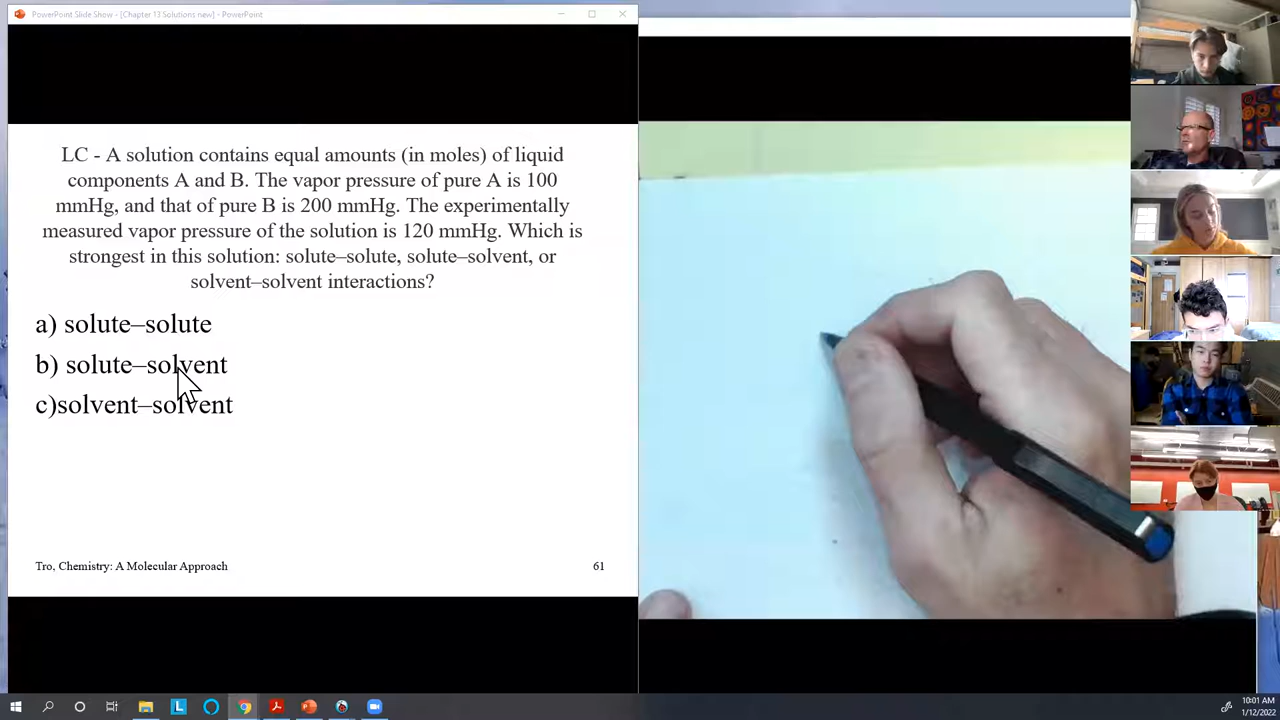 PowerPoint Slide Show - [Chapter 13 Solutions new] - PowerPoint
LC - A solution contains equal amounts (in moles) of liquid
components A and B. The vapor pressure of pure A is 100
mmHg, and that of pure B is 200 mmHg. The experimentally
measured vapor pressure of the solution is 120 mmHg. Which is
strongest in this solution: solute–solute, solute–solvent, or
solvent–solvent interactions?
a) solute–solute
b) solute–solvent
c)solvent–solvent
Tro, Chemistry: A Molecular Approach
61
L
10:01 AM
1/12/2022